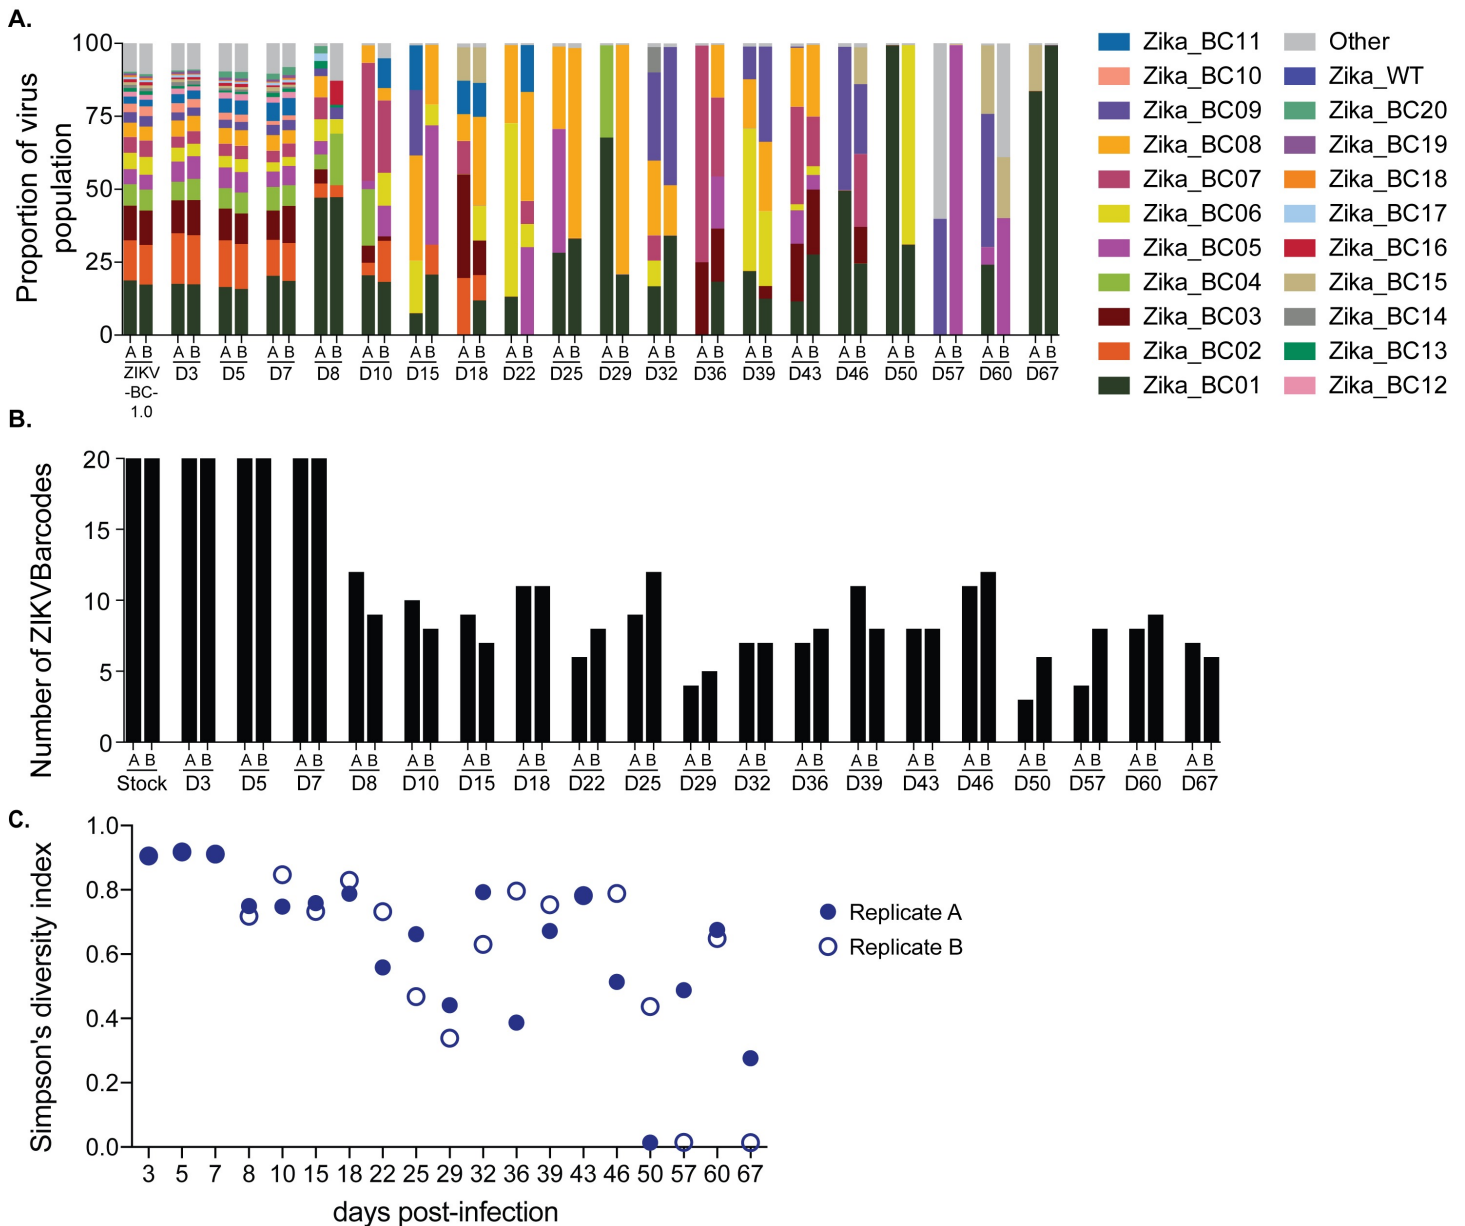 A.
Proportion of virus
population
100
75
50
25
0
A B A B A B A B A B A B A B A B A B A B A B A B A B A B A B A B A B A B A B A B
ZIKV
-BC-
1.0
D3 D5 D7 D8 D10 D15 D18 D22 D25 D29 D32 D36 D39 D43 D46 D50 D57 D60 D67
Zika_BC11 Other
Zika_BC10 Zika_WT
Zika_BC09 Zika_BC20
Zika_BC08 Zika_BC19
Zika_BC07 Zika_BC18
Zika_BC06 Zika_BC17
Zika_BC05 Zika_BC16
Zika_BC04 Zika_BC15
Zika_BC03 Zika_BC14
Zika_BC02 Zika_BC13
Zika_BC01 Zika_BC12
B.
Number of ZIKVBarcodes
20
15
10
5
0
A B A B A B A B A B A B A B A B A B A B A B A B A B A B A B A B A B A B A B A B
Stock D3 D5 D7 D8 D10 D15 D18 D22 D25 D29 D32 D36 D39 D43 D46 D50 D57 D60 D67
C.
Simpson's diversity index
1.0
0.8
0.6
0.4
0.2
0.0
3 5 7 8 10 15 18 22 25 29 32 36 39 43 46 50 57 60 67
days post-infection
Replicate A
Replicate B